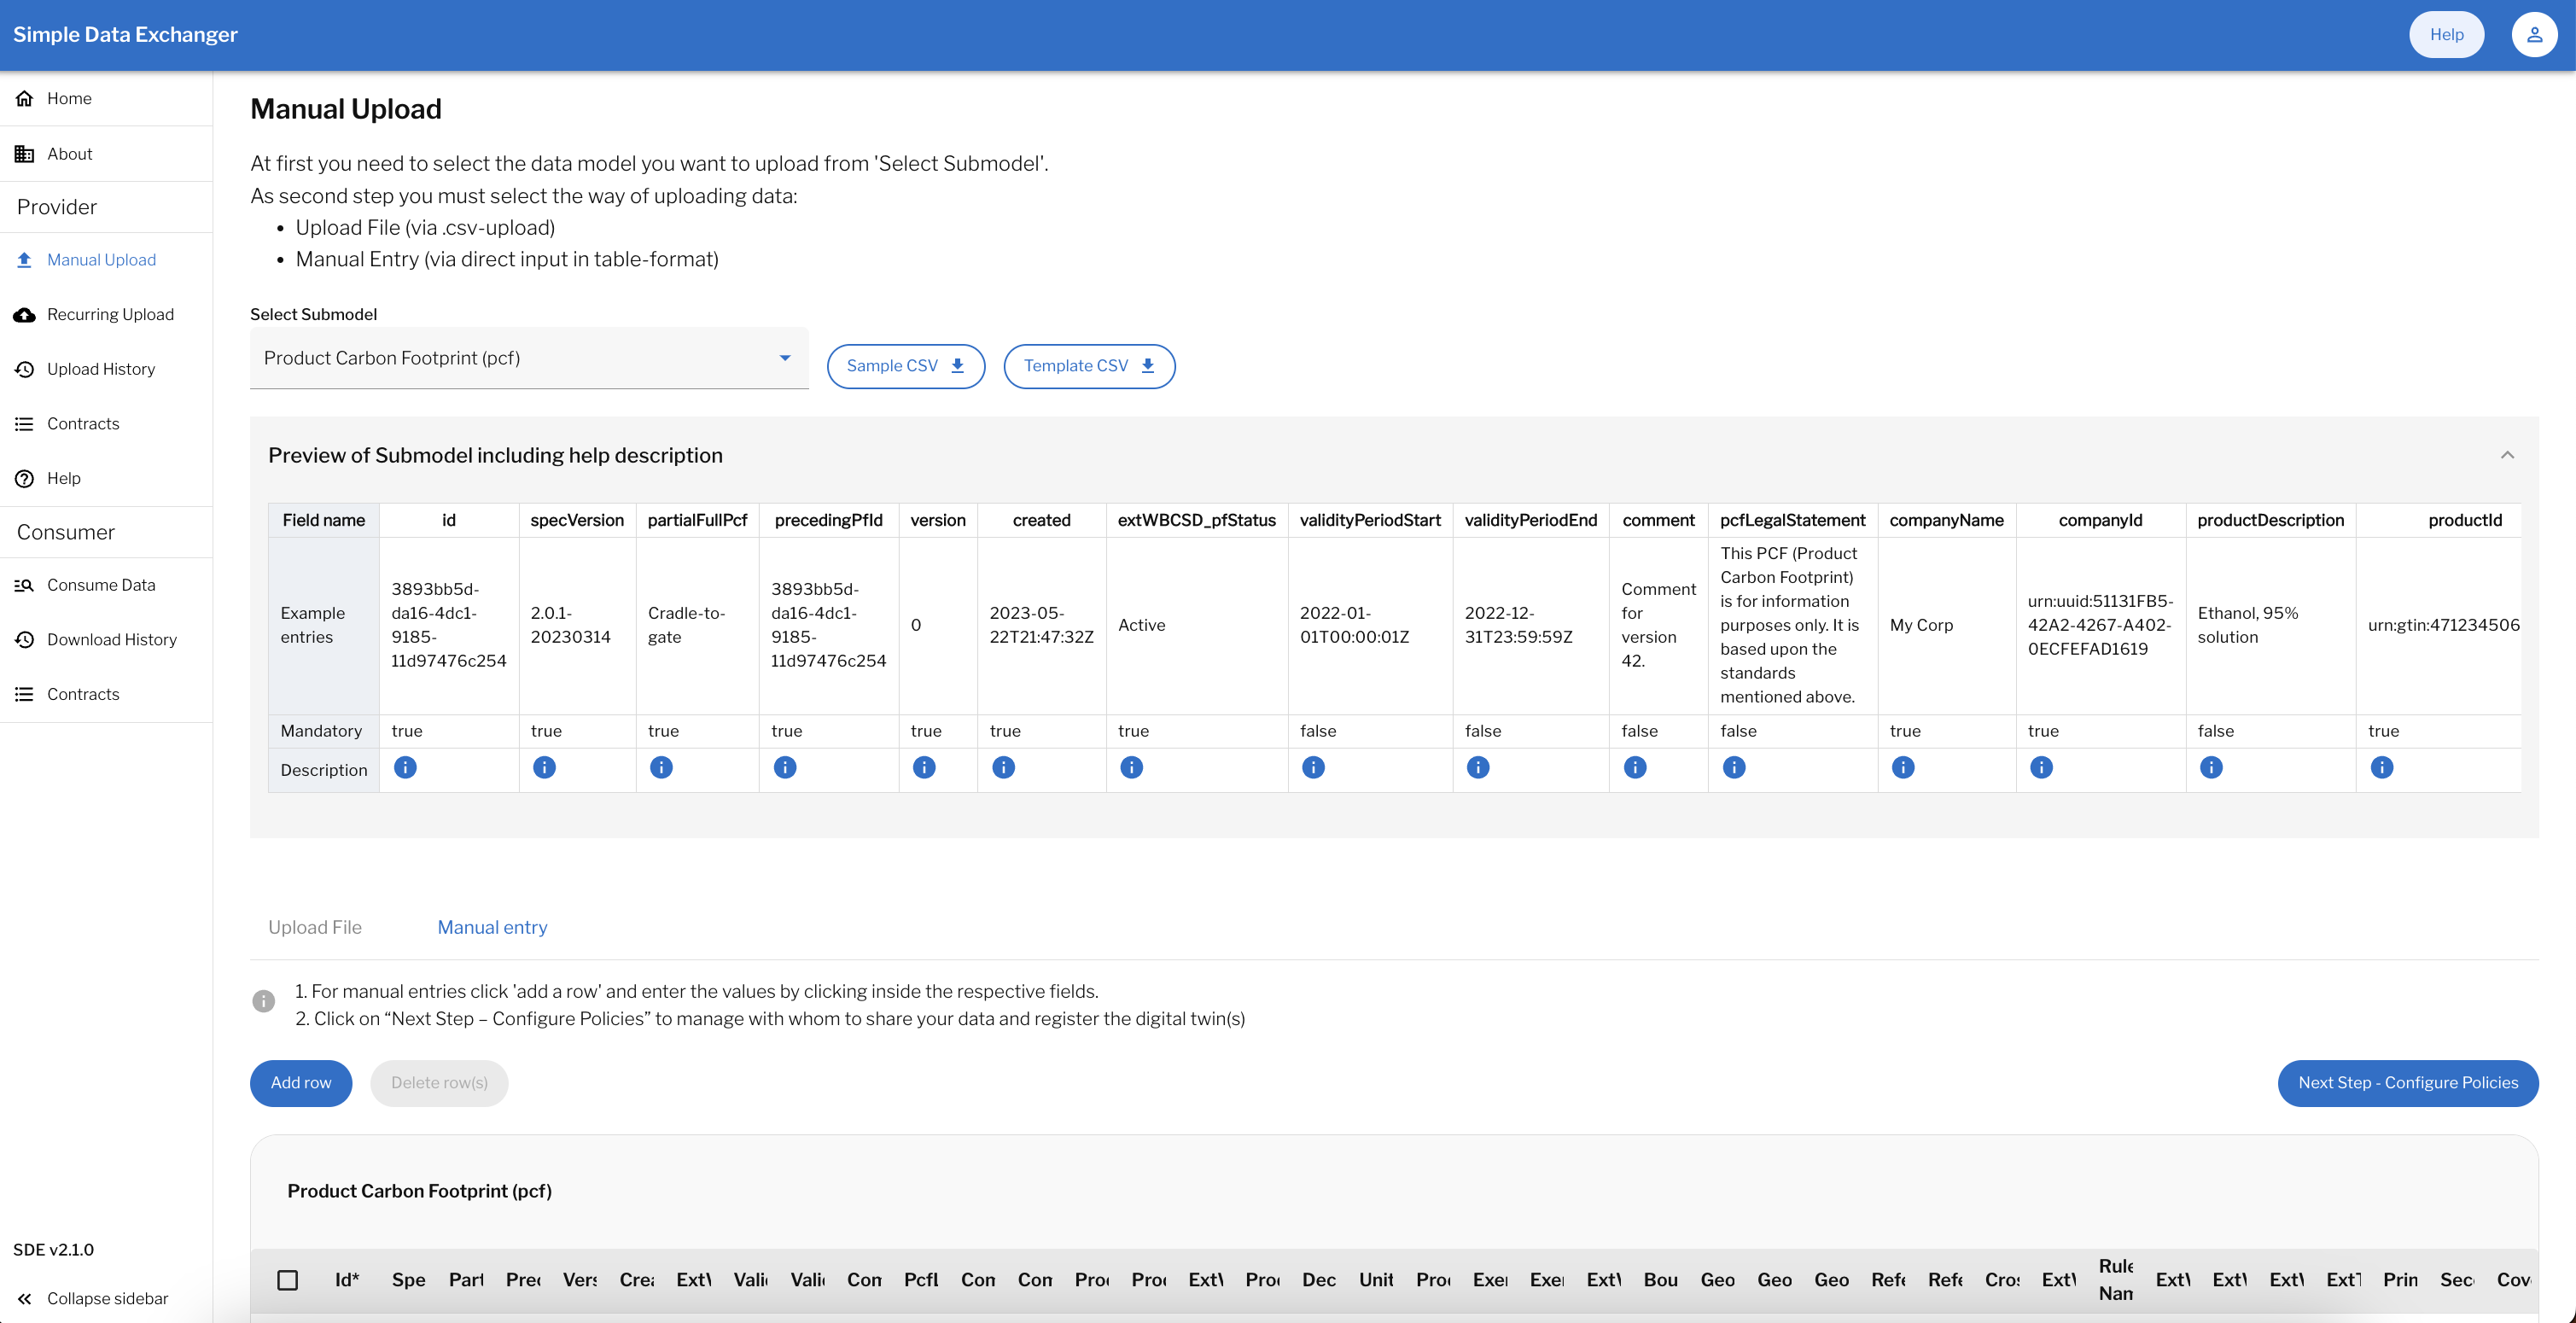 Simple Data Exchanger
Help
Home
About
Provider
Manual Upload
Recurring Upload
Upload History
Contracts
Help
Consumer
Consume Data
Download History
Contracts
SDE v2.1.0
Collapse sidebar
Manual Upload
At first you need to select the data model you want to upload from 'Select Submodel'.
As second step you must select the way of uploading data:
• Upload File (via .csv-upload)
• Manual Entry (via direct input in table-format)
Select Submodel
Product Carbon Footprint (pcf)
Sample CSV
Template CSV
Preview of Submodel including help description
Field name id specVersion partialFullPcf precedingPfId version created extWBCSD_pfStatus validityPeriodStart validityPeriodEnd comment pcfLegalStatement companyName companyId productDescription productId
Example
entries
3893bb5d-
da16-4dc1-
9185-
11d97476c254
2.0.1-
20230314
Cradle-to-
gate
3893bb5d-
da16-4dc1-
9185-
11d97476c254
0
2023-05-
22T21:47:32Z
Active
2022-01-
01T00:00:01Z
2022-12-
31T23:59:59Z
Comment
for
version
42.
This PCF (Product
Carbon Footprint)
is for information
purposes only. It is
based upon the
standards
mentioned above.
My Corp
urn:uuid:51131FB5-
42A2-4267-A402-
0ECFEFAD1619
Ethanol, 95%
solution
urn:gtin:471234506
Mandatory true true true true true true true false false false false true true false true
Description
Upload File
Manual entry
1. For manual entries click 'add a row' and enter the values by clicking inside the respective fields.
2. Click on “Next Step – Configure Policies” to manage with whom to share your data and register the digital twin(s)
Add row
Delete row(s)
Next Step - Configure Policies
Product Carbon Footprint (pcf)
Id* Spe Part Prec Vers Crea Ext Vali Vali Com Pcf Com Com Pro Pro Ext Pro Dec Unit Pro Exe Exe Ext Bou Geo Geo Geo Refe Refe Cros Ext Rule
Nam Ext Ext Ext Ext Prin Sec Cov